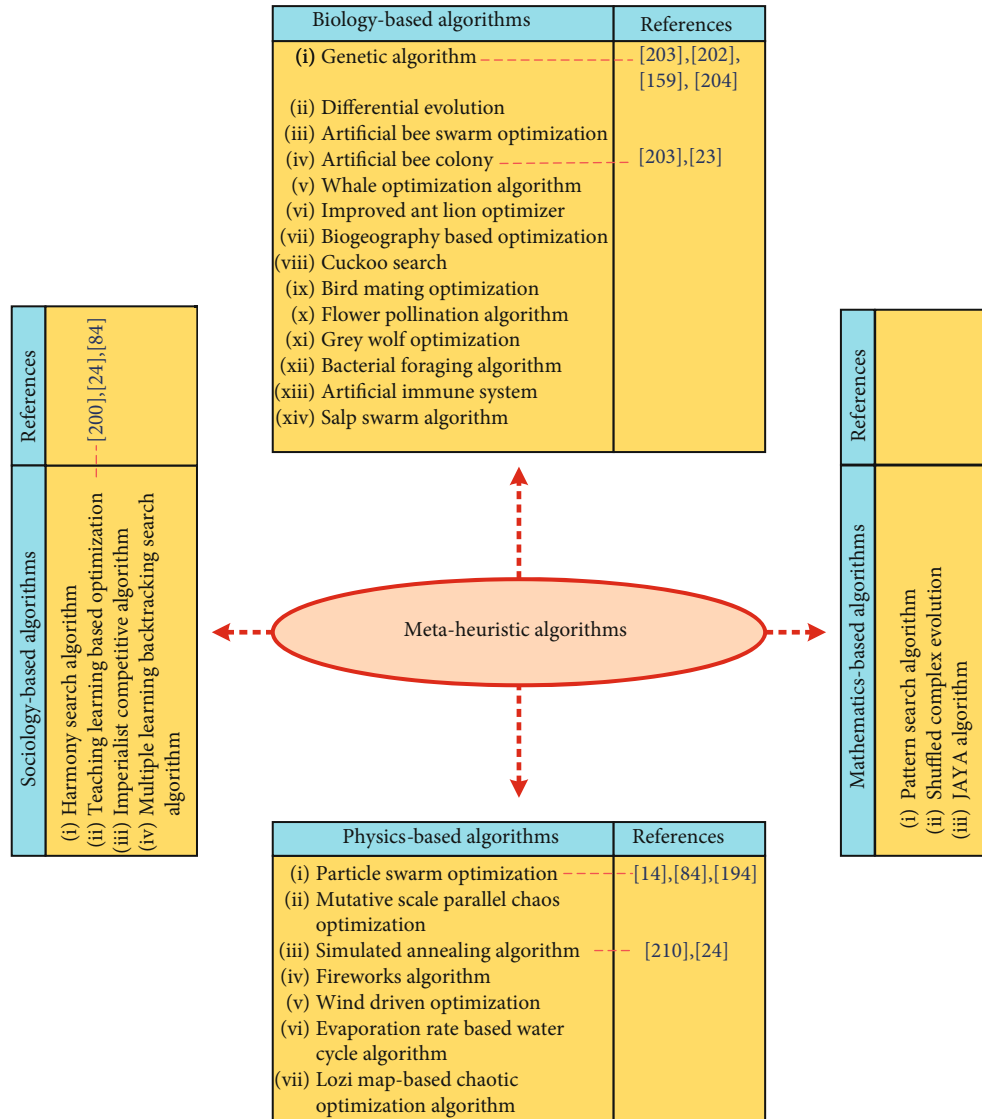 Biology-based algorithms References
(i) Genetic algorithm [203],[202],
[159], [204]
(ii) Differential evolution
(iii) Artificial bee swarm optimization
(iv) Artificial bee colony [203],[23]
(v) Whale optimization algorithm
(vi) Improved ant lion optimizer
(vii) Biogeography based optimization
(viii) Cuckoo search
(ix) Bird mating optimization
(x) Flower pollination algorithm
(xi) Grey wolf optimization
(xii) Bacterial foraging algorithm
(xiii) Artificial immune system
(xiv) Salp swarm algorithm
Sociology-based algorithms References
(i) Harmony search algorithm
(ii) Teaching learning based optimization [200],[24],[84]
(iii) Imperialist competitive algorithm
(iv) Multiple learning backtracking search
algorithm
Meta-heuristic algorithms
Mathematics-based algorithms References
(i) Pattern search algorithm
(ii) Shuffled complex evolution
(iii) JAYA algorithm
Physics-based algorithms References
(i) Particle swarm optimization [14],[84],[194]
(ii) Mutative scale parallel chaos
optimization
(iii) Simulated annealing algorithm [210],[24]
(iv) Fireworks algorithm
(v) Wind driven optimization
(vi) Evaporation rate based water
cycle algorithm
(vii) Lozi map-based chaotic
optimization algorithm